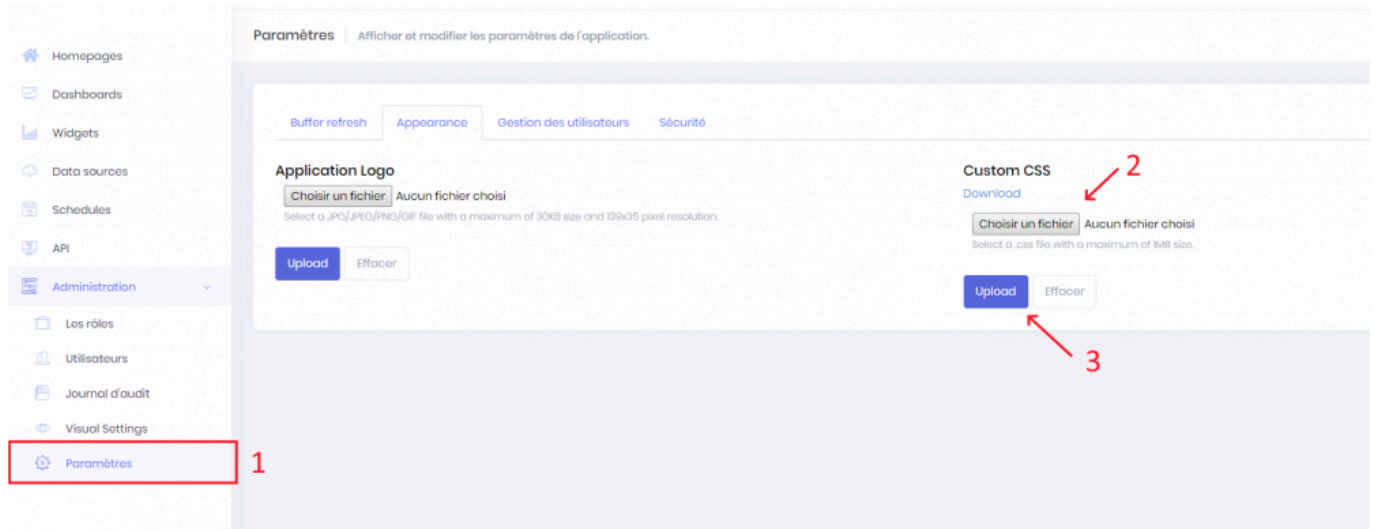 Paramètres Afficher et modifier les paramètres de l'application.
Homepages
Dashboards
Widgets
Data sources
Schedules
API
Administration
Les rôles
Utilisateurs
Journal d'audit
Visual Settings
Paramètres
1
Buffer refresh Appearance Gestion des utilisateurs Sécurité
Application Logo
Choisir un fichier Aucun fichier choisi
Select a JPG/JPEG/PNG/GIF file with a maximum of 30KB size and 139x35 pixel resolution.
Upload Effacer
Custom CSS
2
Download
Choisir un fichier Aucun fichier choisi
Select a .css file with a maximum of 1MB size.
Upload Effacer
3